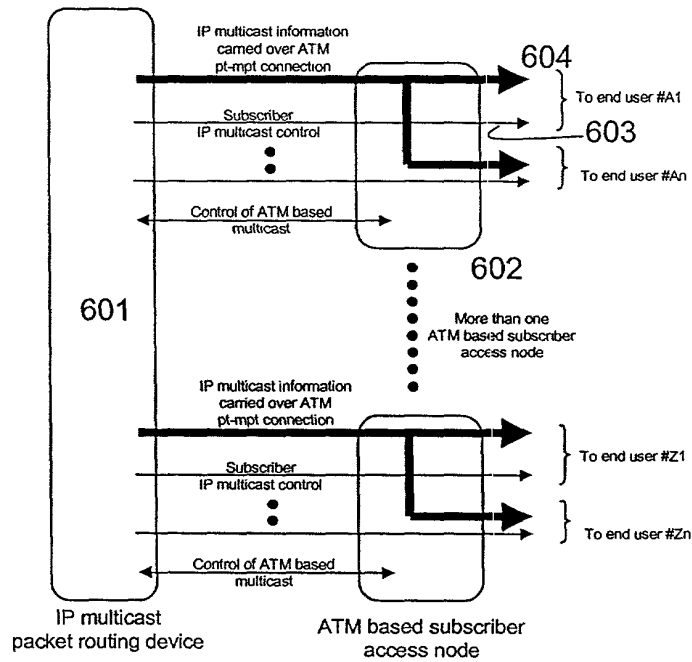 IP multicast information
carried over ATM
pt-mpt connection
604
To end user #A1
Subscriber
IP multicast control
603
To end user #An
Control of ATM based
multicast
602
601
More than one
ATM based subscriber
access node
IP multicast information
carried over ATM
pt-mpt connection
To end user #Z1
Subscriber
IP multicast control
To end user #Zn
Control of ATM based
multicast
IP multicast
packet routing device
ATM based subscriber
access node